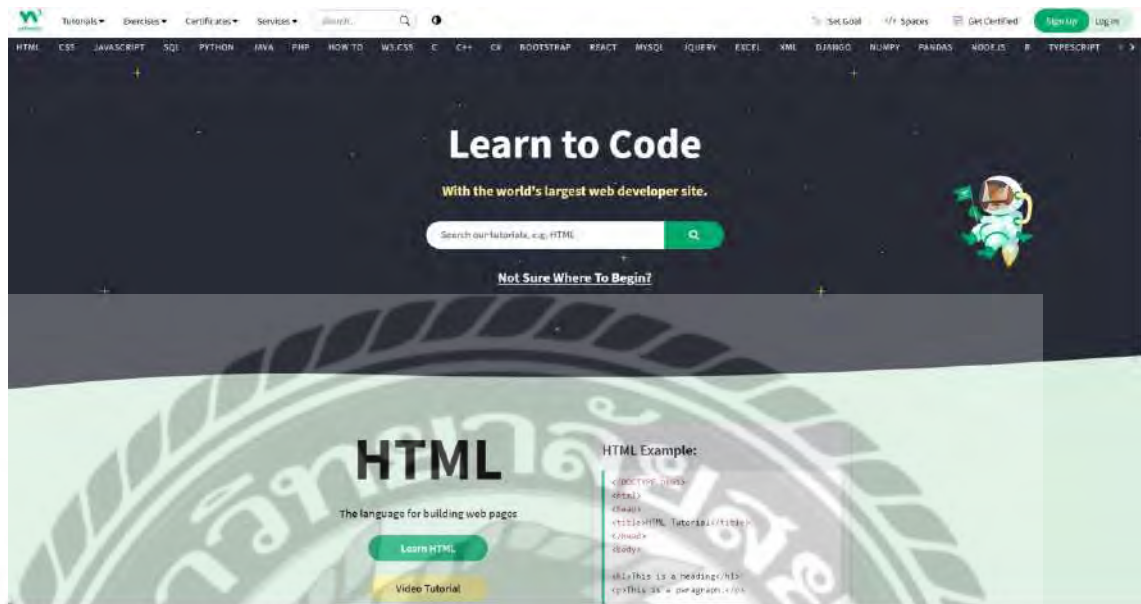 Tutorials Exercises Certificates Services Search... Set Goal Spaces Get Certified Sign Up Log in
HTML CSS JAVASCRIPT SQL PYTHON JAVA PHP HOW TO W3.CSS C C++ C# BOOTSTRAP REACT MYSQL JQUERY EXCEL XML DJANGO NUMPY PANDAS NODEJS R TYPESCRIPT
Learn to Code
With the world's largest web developer site.
Search our tutorials, e.g. HTML
Not Sure Where To Begin?
HTML
The language for building web pages
Learn HTML
Video Tutorial
HTML Example:
<!DOCTYPE html>
<html>
<head>
<title>HTML Tutorial</title>
</head>
<body>
<h1>This is a heading</h1>
<p>This is a paragraph.</p>